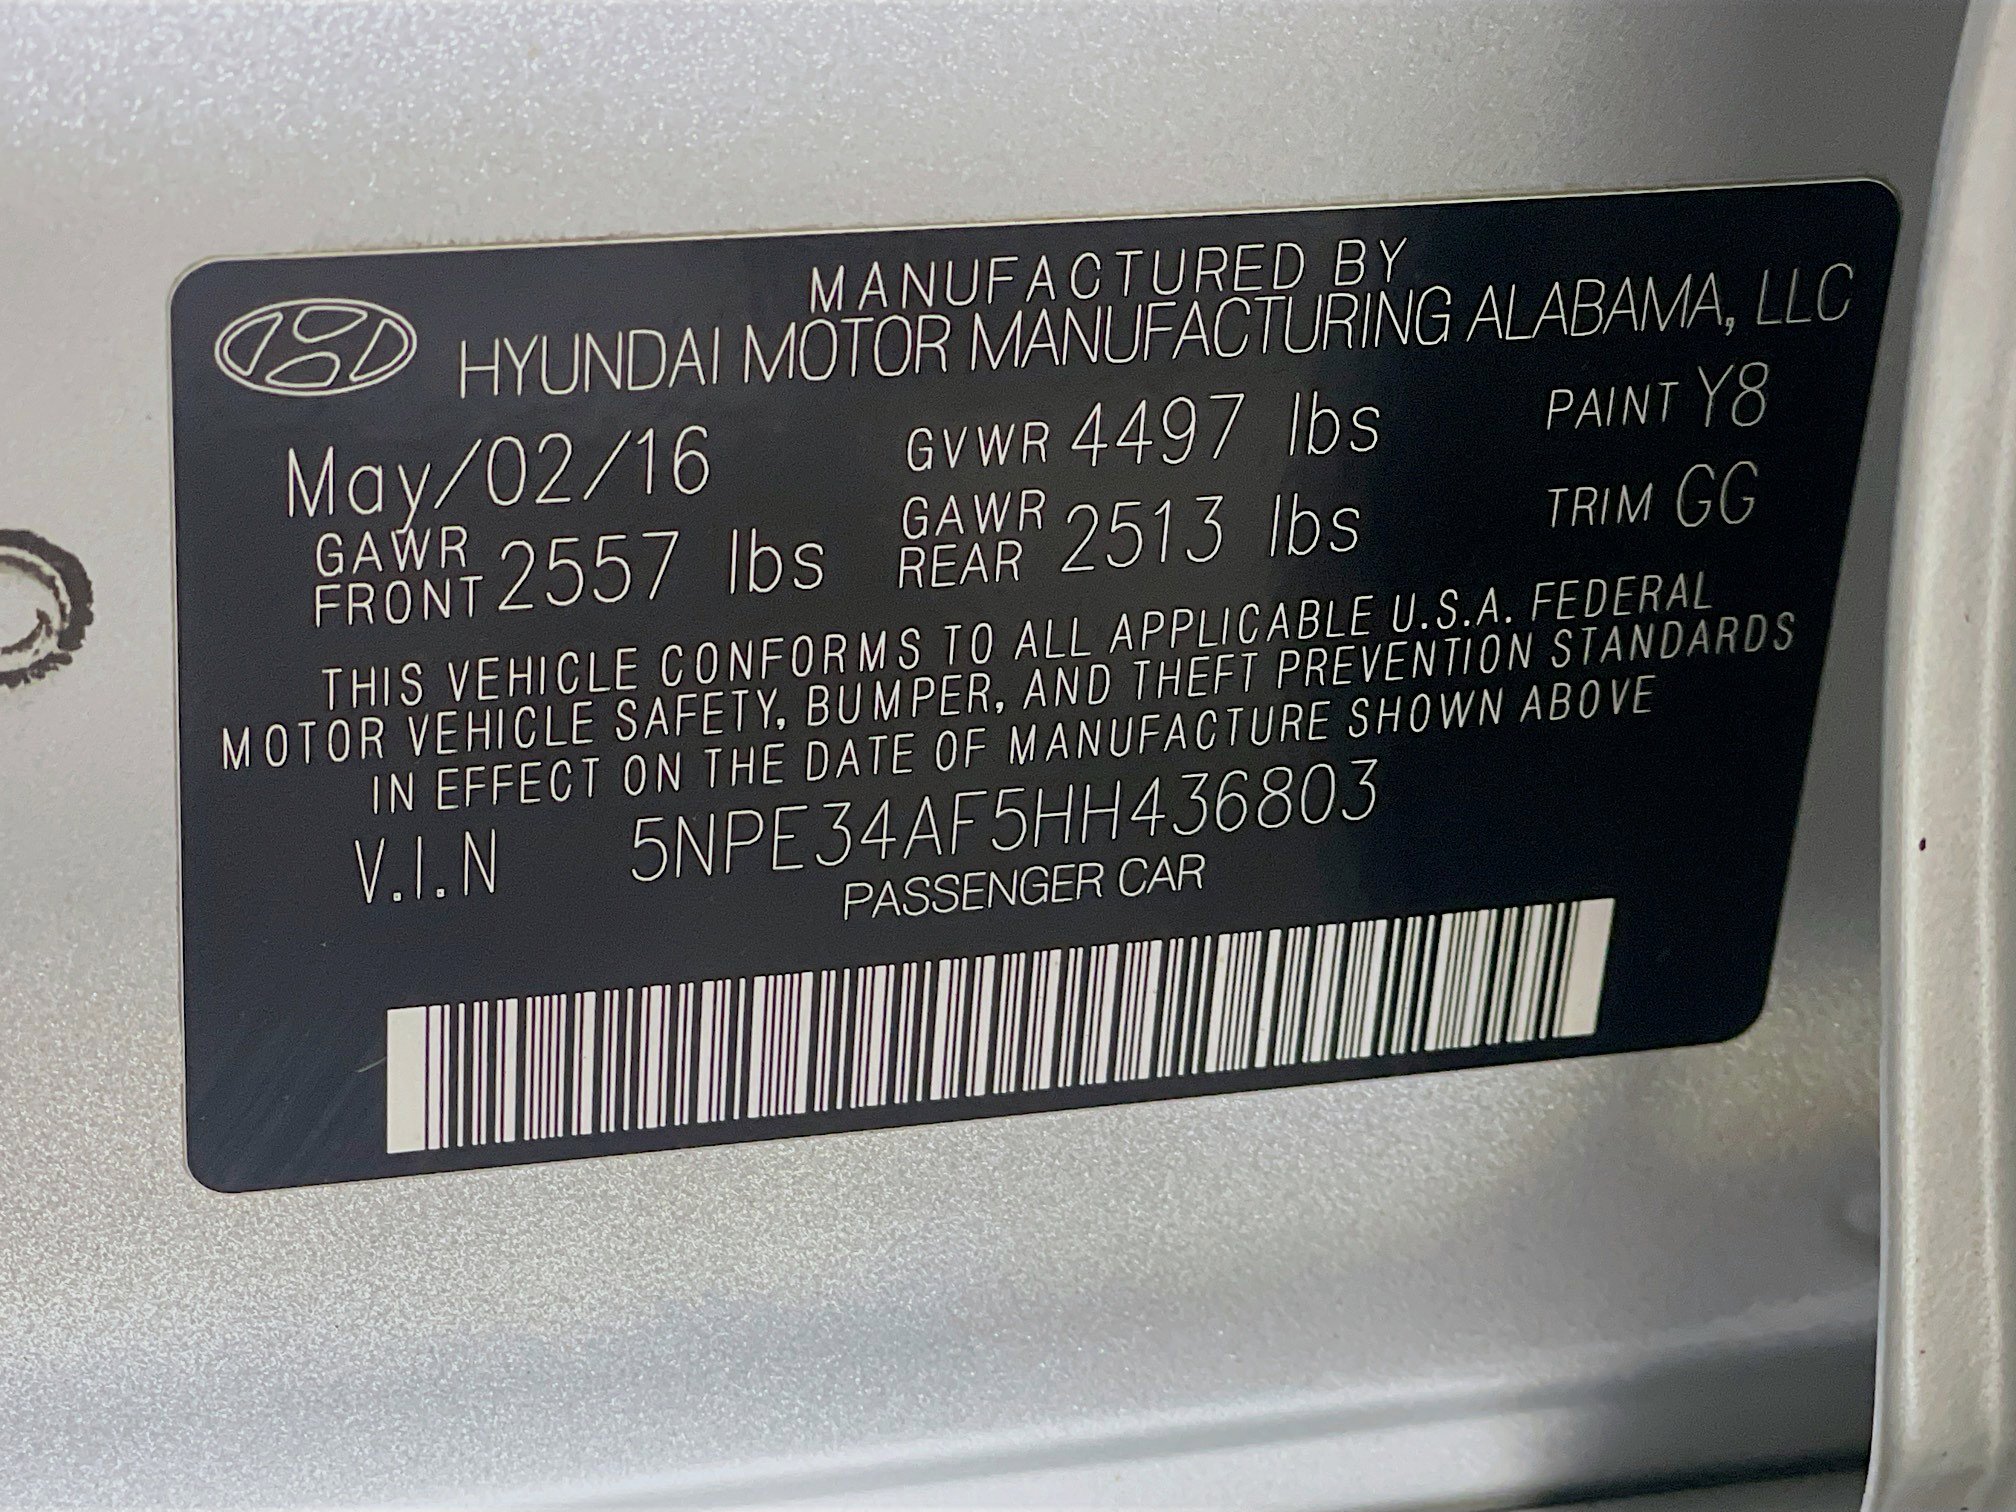 MANUFACTURED BY
HYUNDAI MOTOR MANUFACTURING ALABAMA, LLC
May/02/16 GVWR 4497 lbs PAINT Y8
GAWR FRONT 2557 lbs GAWR REAR 2513 lbs TRIM GG
THIS VEHICLE CONFORMS TO ALL APPLICABLE U.S.A. FEDERAL
MOTOR VEHICLE SAFETY, BUMPER, AND THEFT PREVENTION STANDARDS
IN EFFECT ON THE DATE OF MANUFACTURE SHOWN ABOVE
V.I.N 5NPE34AF5HH436803
PASSENGER CAR